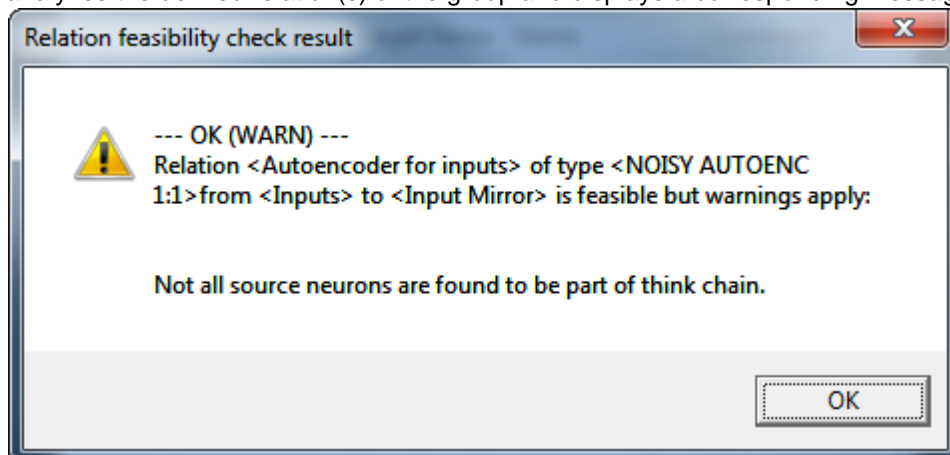 Relation feasibility check result
--- OK (WARN) ---
Relation <Autoencoder for inputs> of type <NOISY AUTOENC
1:1>from <Inputs> to <Input Mirror> is feasible but warnings apply:
Not all source neurons are found to be part of think chain.
OK